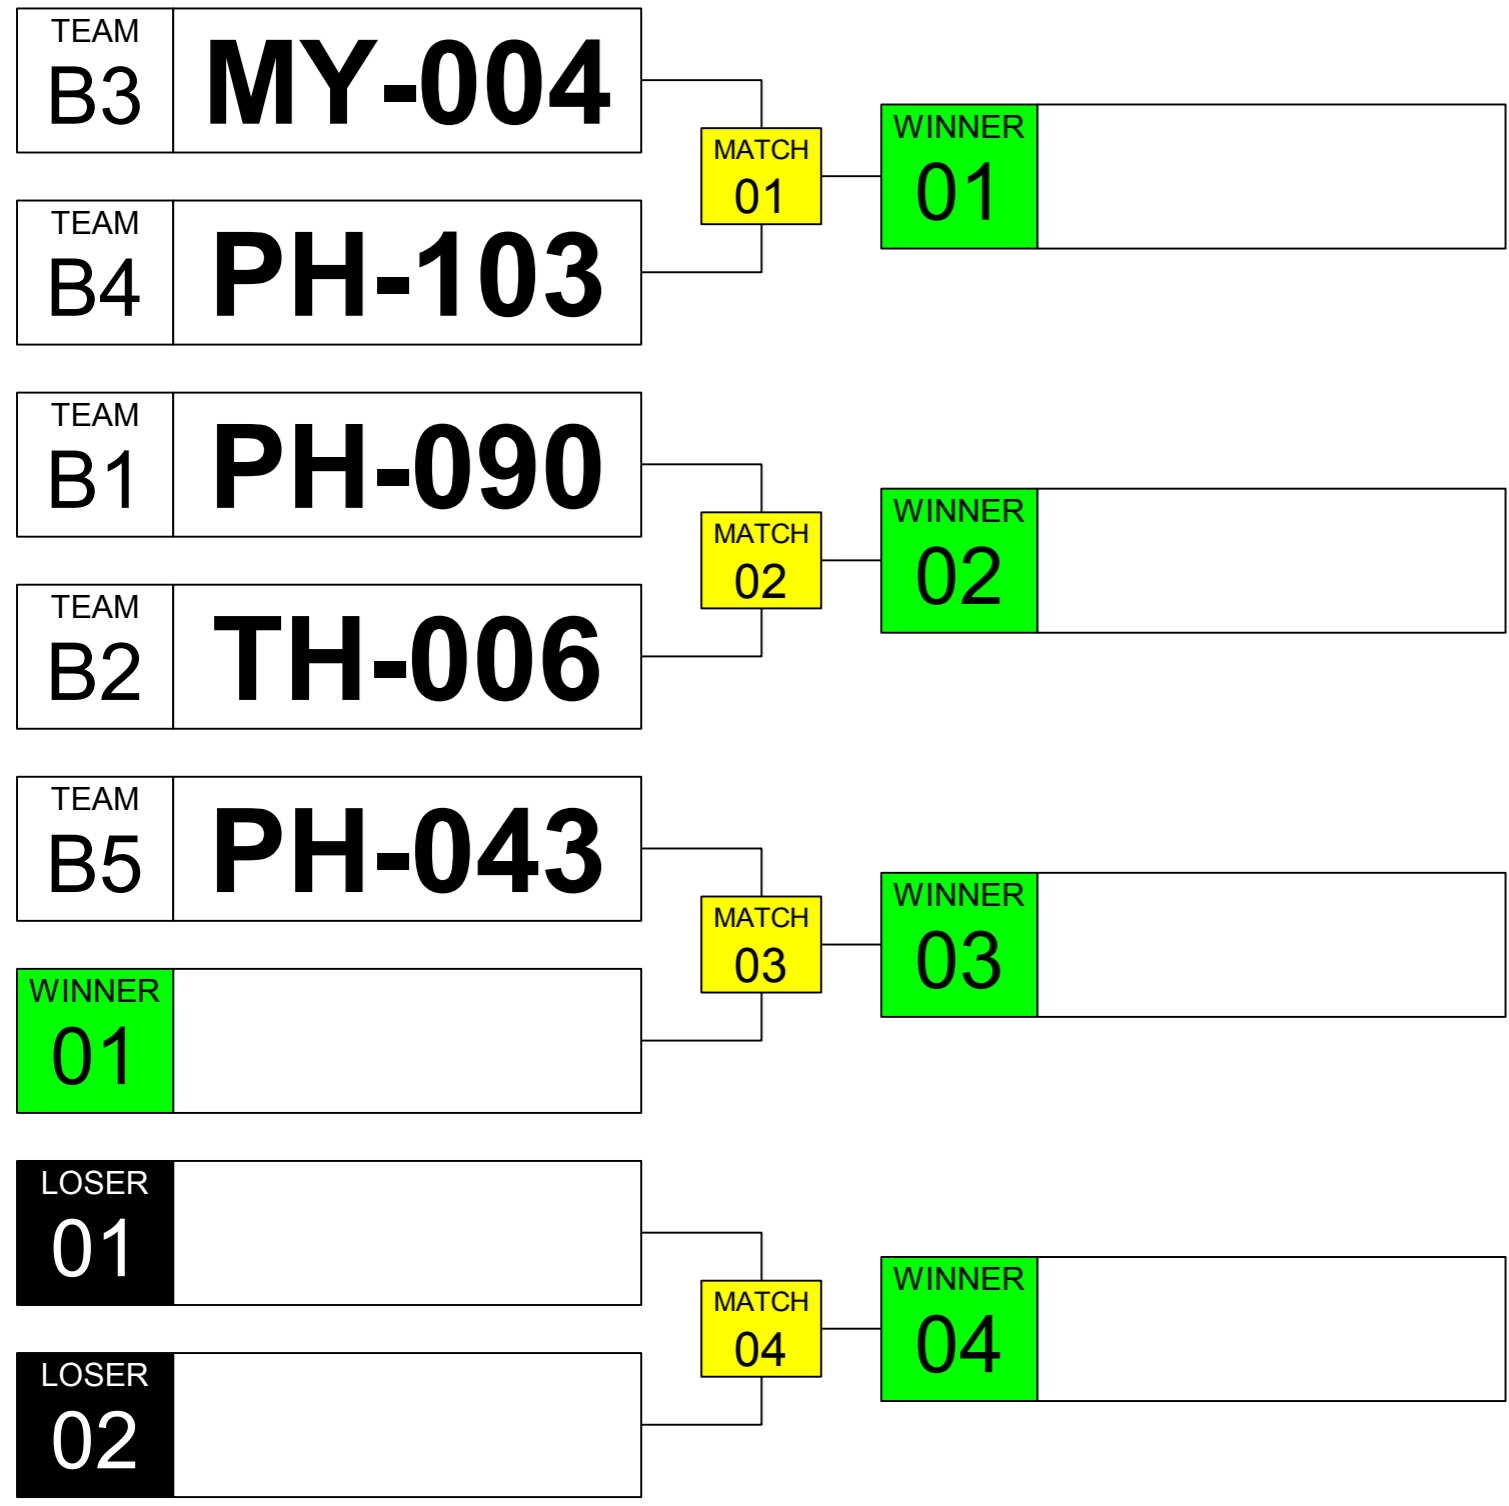 TEAM
B3
MY-004
MATCH
01
WINNER
01
TEAM
B4
PH-103
TEAM
B1
PH-090
MATCH
02
WINNER
02
TEAM
B2
TH-006
TEAM
B5
PH-043
MATCH
03
WINNER
03
WINNER
01
LOSER
01
MATCH
04
WINNER
04
LOSER
02